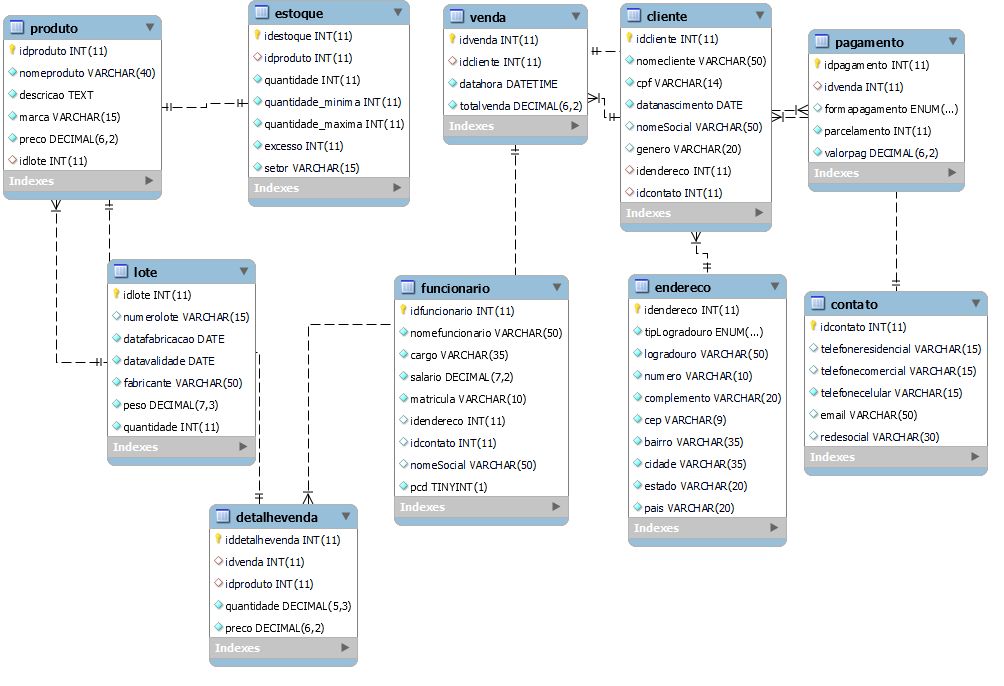 produto
idproduto INT(11)
nomeproduto VARCHAR(40)
descricao TEXT
marca VARCHAR(15)
preco DECIMAL(6,2)
idlote INT(11)
Indexes
estoque
idestoque INT(11)
idproduto INT(11)
quantidade INT(11)
quantidade_minima INT(11)
quantidade_maxima INT(11)
excesso INT(11)
setor VARCHAR(15)
Indexes
venda
idvenda INT(11)
idcliente INT(11)
datahora DATETIME
totalvenda DECIMAL(6,2)
Indexes
cliente
idcliente INT(11)
nomecliente VARCHAR(50)
cpf VARCHAR(14)
datanascimento DATE
nomeSocial VARCHAR(50)
genero VARCHAR(20)
idendereco INT(11)
idcontato INT(11)
Indexes
pagamento
idpagamento INT(11)
idvenda INT(11)
formapagamento ENUM(...)
parcelamento INT(11)
valorpag DECIMAL(6,2)
Indexes
lote
idlote INT(11)
numerolote VARCHAR(15)
datafabricacao DATE
datavalidade DATE
fabricante VARCHAR(50)
peso DECIMAL(7,3)
quantidade INT(11)
Indexes
funcionario
idfuncionario INT(11)
nomefuncionario VARCHAR(50)
cargo VARCHAR(35)
salario DECIMAL(7,2)
matricula VARCHAR(10)
idendereco INT(11)
idcontato INT(11)
nomeSocial VARCHAR(50)
pcd TINYINT(1)
Indexes
endereco
idendereco INT(11)
tipLogradouro ENUM(...)
logradouro VARCHAR(50)
numero VARCHAR(10)
complemento VARCHAR(20)
cep VARCHAR(9)
bairro VARCHAR(35)
cidade VARCHAR(35)
estado VARCHAR(20)
pais VARCHAR(20)
Indexes
contato
idcontato INT(11)
telefoneresidencial VARCHAR(15)
telefonecomercial VARCHAR(15)
telefonecelular VARCHAR(15)
email VARCHAR(50)
redesocial VARCHAR(30)
Indexes
detalhevenda
iddetalhevenda INT(11)
idvenda INT(11)
idproduto INT(11)
quantidade DECIMAL(5,3)
preco DECIMAL(6,2)
Indexes